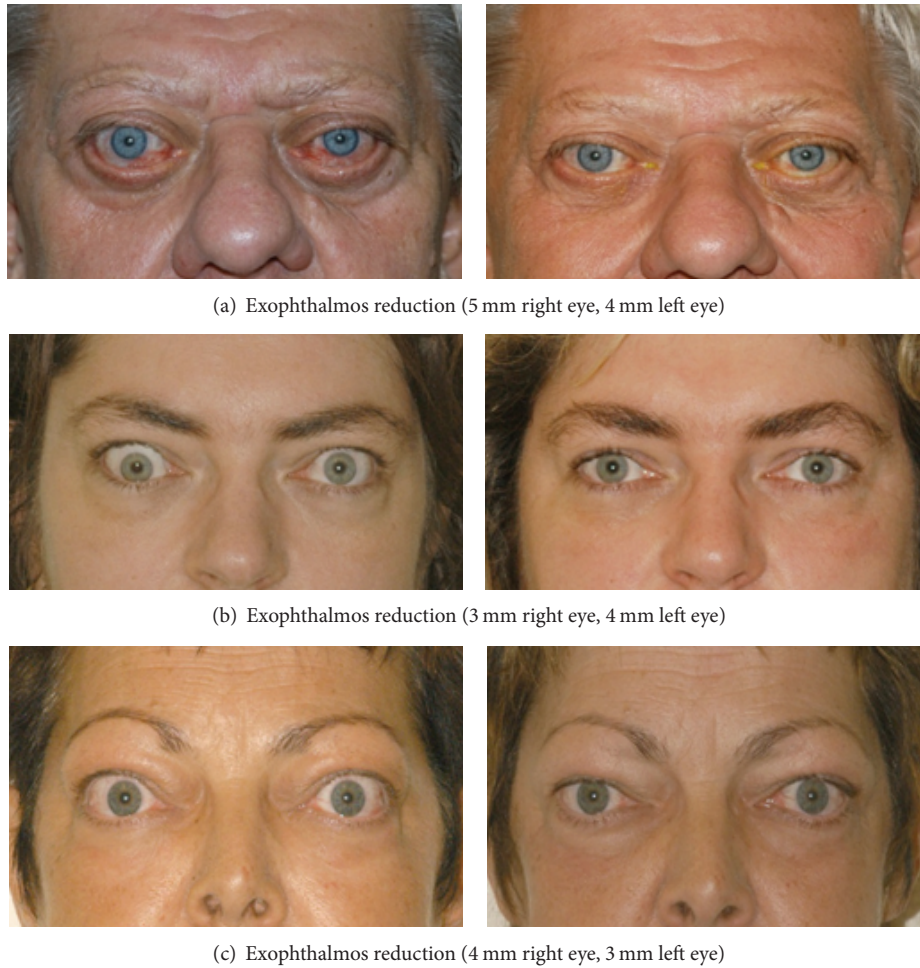 (a) Exophthalmos reduction (5 mm right eye, 4 mm left eye)
(b) Exophthalmos reduction (3 mm right eye, 4 mm left eye)
(c) Exophthalmos reduction (4 mm right eye, 3 mm left eye)